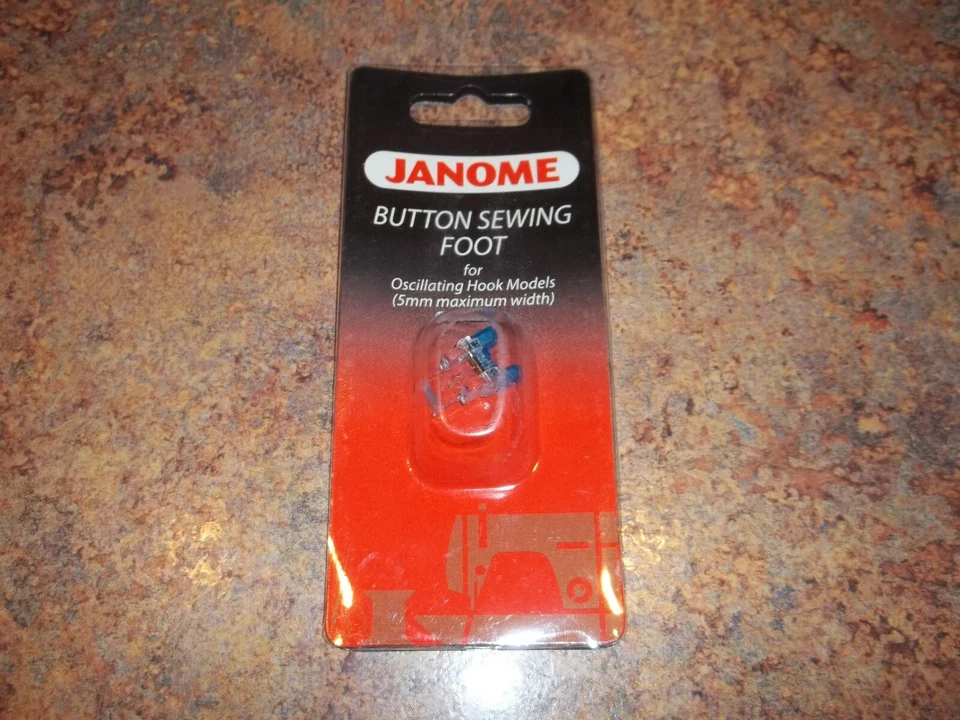 JANOME
BUTTON SEWING
FOOT
for
Oscillating Hook Models
(5mm maximum width)